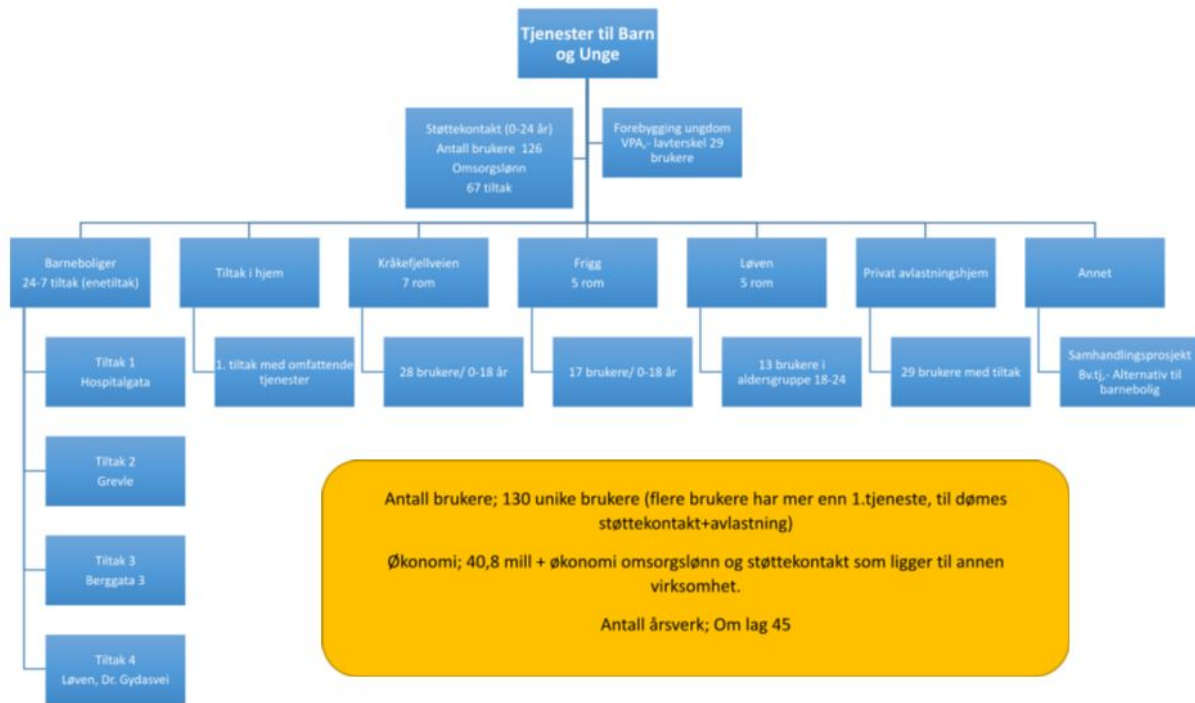 Tjenester til Barn
og Unge
Støttekontakt (0-24 år)
Antall brukere 126
Omsorgslønn
67 tiltak
Forebygging ungdom
VPA,- lavterskel 29
brukere
Barneboliger
24-7 tiltak (enetiltak)
Tiltak i hjem
Kråkefjellveien
7 rom
Frigg
5 rom
Løven
5 rom
Privat avlastningshjem
Annet
Tiltak 1
Hospitalgata
1. tiltak med omfattende
tjenester
28 brukere/ 0-18 år
17 brukere/ 0-18 år
13 brukere i
aldersgruppe 18-24
29 brukere med tiltak
Samhandlingsprosjekt
Bv.tj,- Alternativ til
barnebolig
Tiltak 2
Grevle
Tiltak 3
Berggata 3
Tiltak 4
Løven, Dr. Gydasvei
Antall brukere; 130 unike brukere (flere brukere har mer enn 1.tjeneste, til dømes
støttekontakt+avlastning)
Økonomi; 40,8 mill + økonomi omsorgslønn og støttekontakt som ligger til annen
virksomhet.
Antall årsverk; Om lag 45